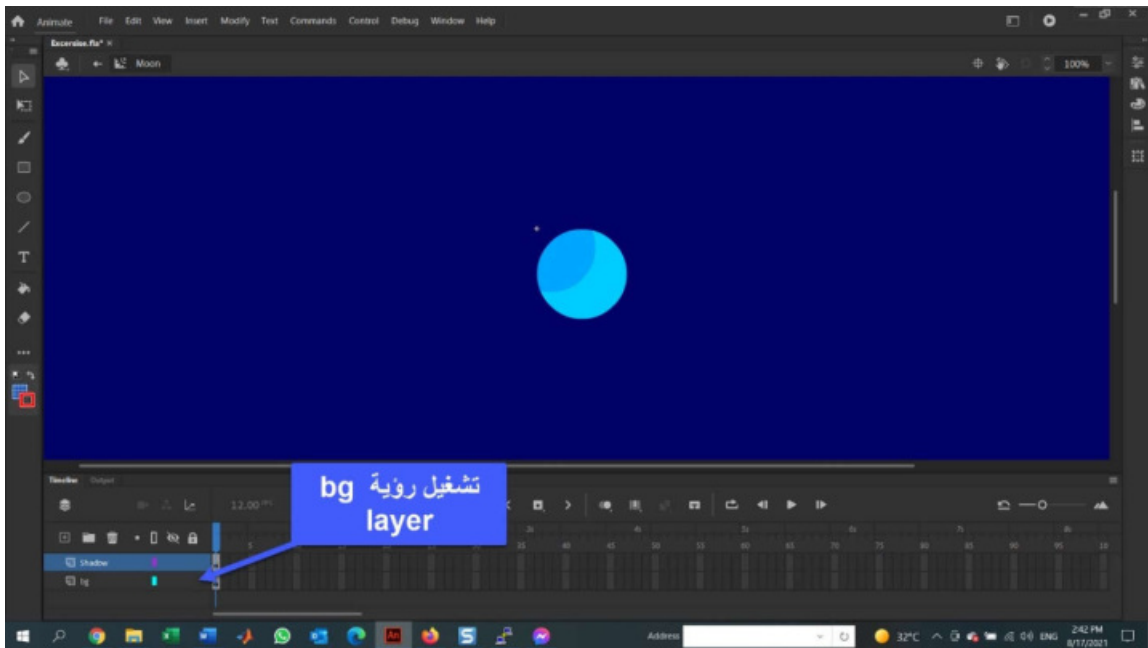 Animate File Edit View Insert Modify Text Commands Control Debug Window Help
Excersise.fla*
Moon 100%
تشغيل رؤية bg
layer
Timeline Output
12.00
Shadow
bg
Address 32°C ENG 2:42 PM
8/17/2021